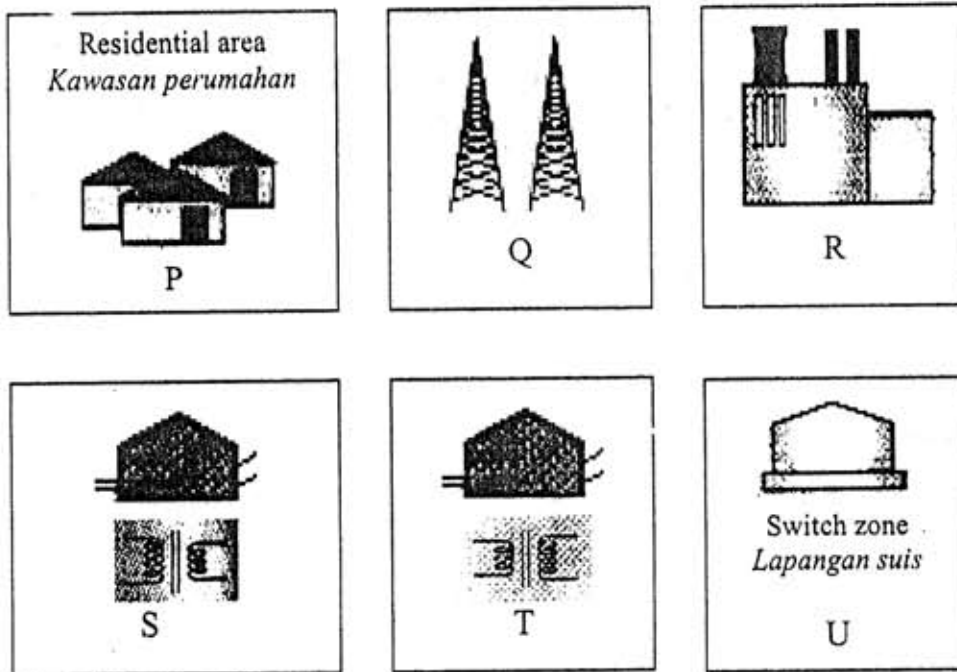 Residential area
Kawasan perumahan
P
Q
R
S
T
Switch zone
Lapangan suis
U